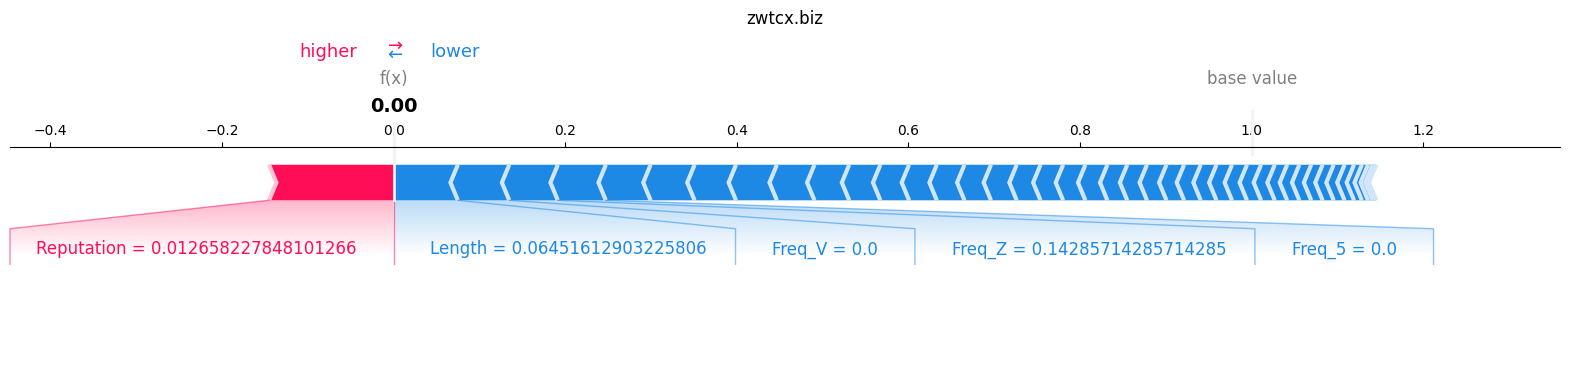 zwtcx.biz
higher ⇄ lower
f(x) base value
0.00
−0.4 −0.2 0.0 0.2 0.4 0.6 0.8 1.0 1.2
Reputation = 0.012658227848101266 Length = 0.06451612903225806 Freq_V = 0.0 Freq_Z = 0.14285714285714285 Freq_5 = 0.0